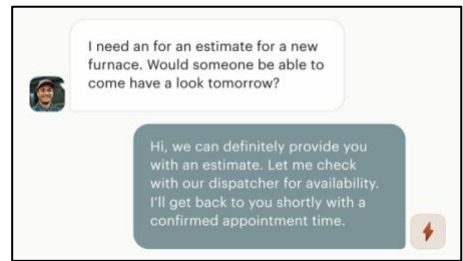 I need an for an estimate for a new
furnace. Would someone be able to
come have a look tomorrow?
Hi, we can definitely provide you
with an estimate. Let me check
with our dispatcher for availability.
I'll get back to you shortly with a
confirmed appointment time.